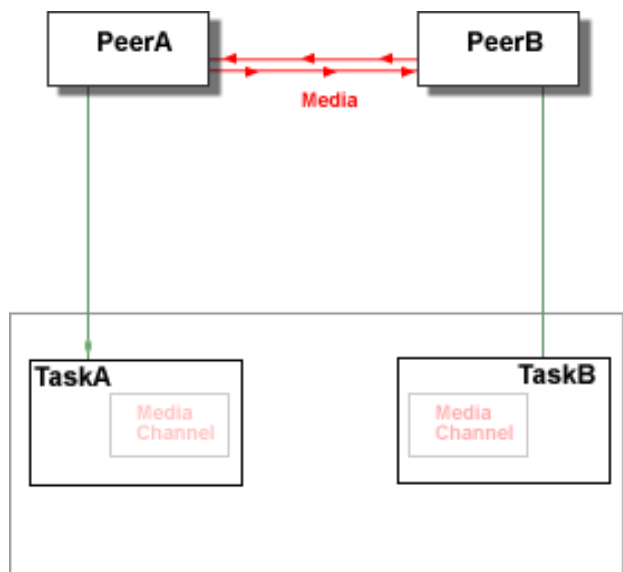 PeerA
PeerB
Media
TaskA
TaskB
Media
Channel
Media
Channel